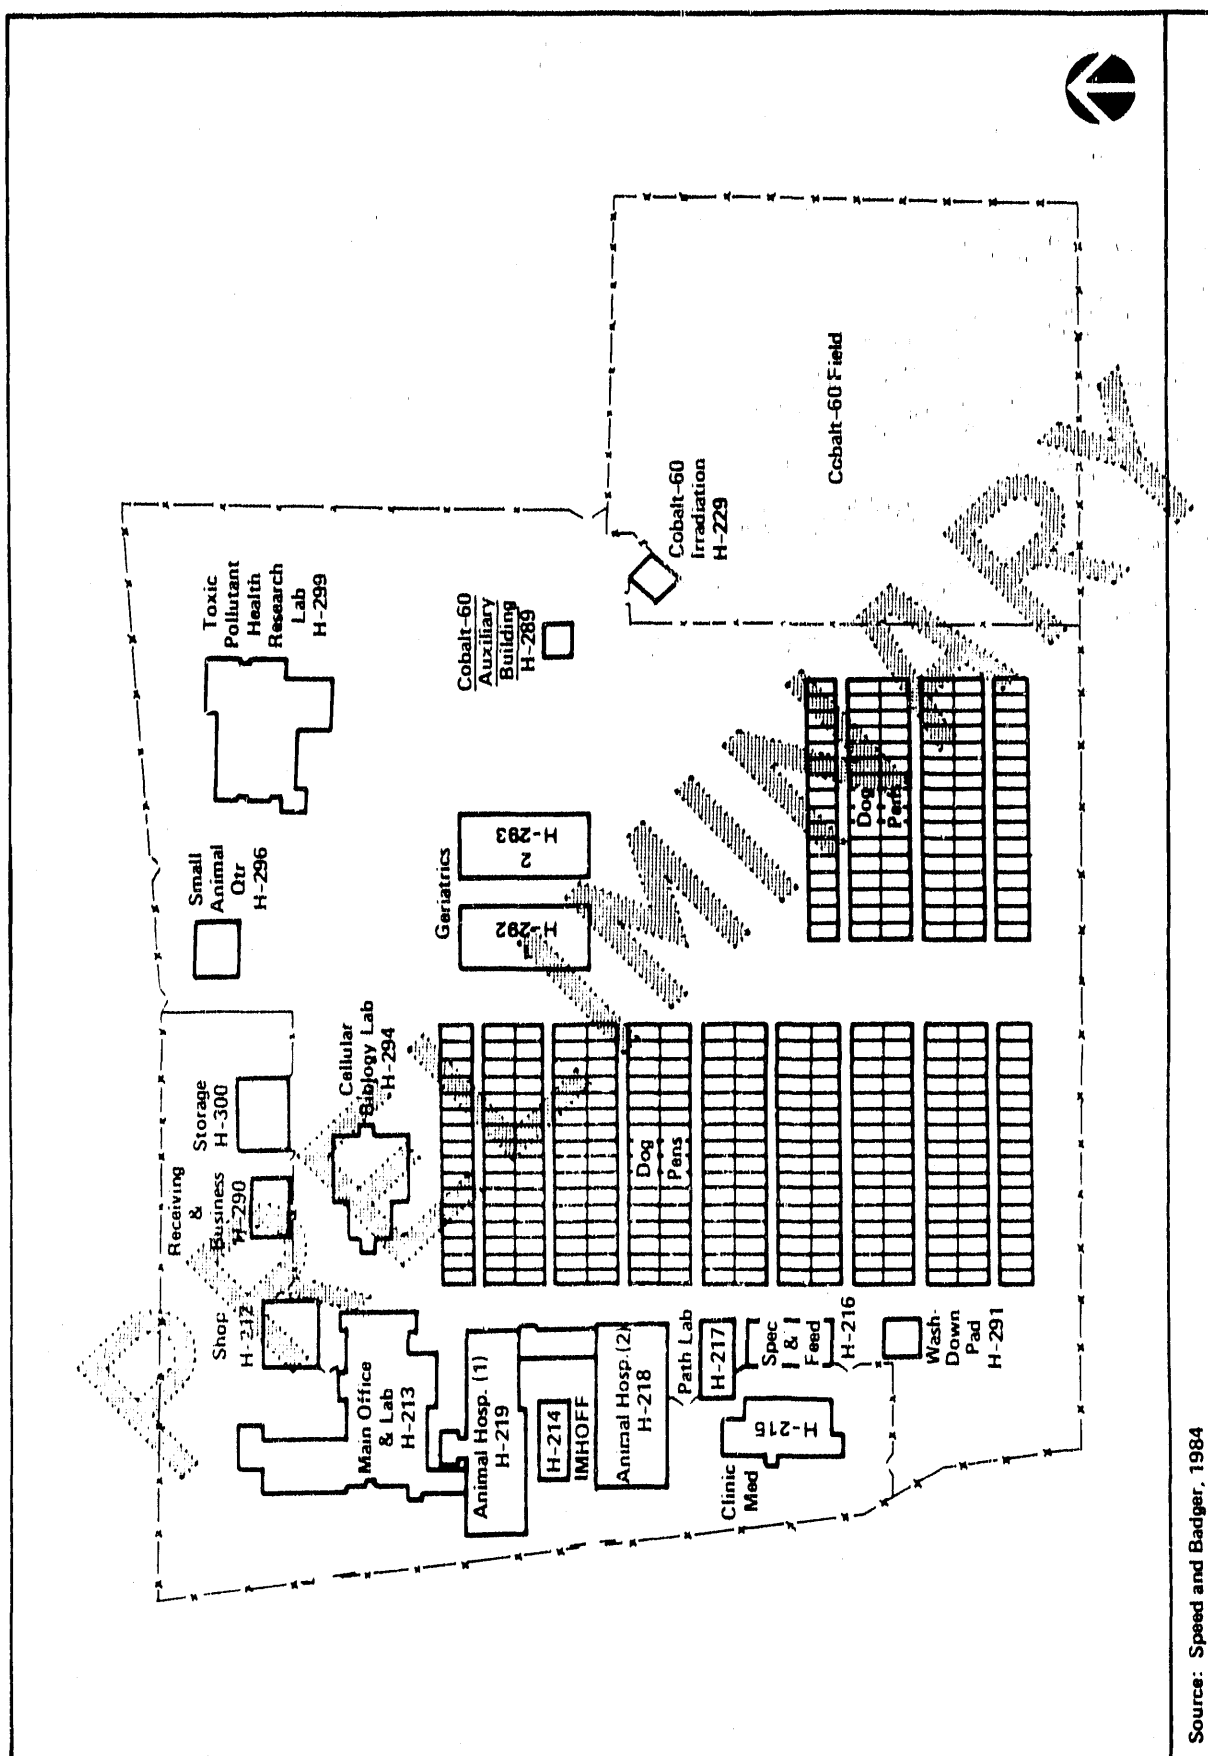 Toxic
Pollutant
Health
Research
Lab
H-299
Small
Animal
Qtr
H-296
Storage
H-300
Receiving
&
Business
H-290
Shop
H-212
Cellular
Biology Lab
H-294
Main Office
& Lab
H-213
Geriatrics
1
H-292
2
H-293
Cobalt-60
Auxiliary
Building
H-289
Cobalt-60
Irradiation
H-229
Cobalt-60 Field
Animal Hosp. (1)
H-219
H-214
IMHOFF
Animal Hosp. (2)
H-218
Path Lab
H-217
Spec
&
Feed
H-216
Clinic
Med
H-215
Wash-
Down
Pad
H-291
Dog
Pens
Dog
Pens
PRELIMINARY
Source: Speed and Badger, 1984